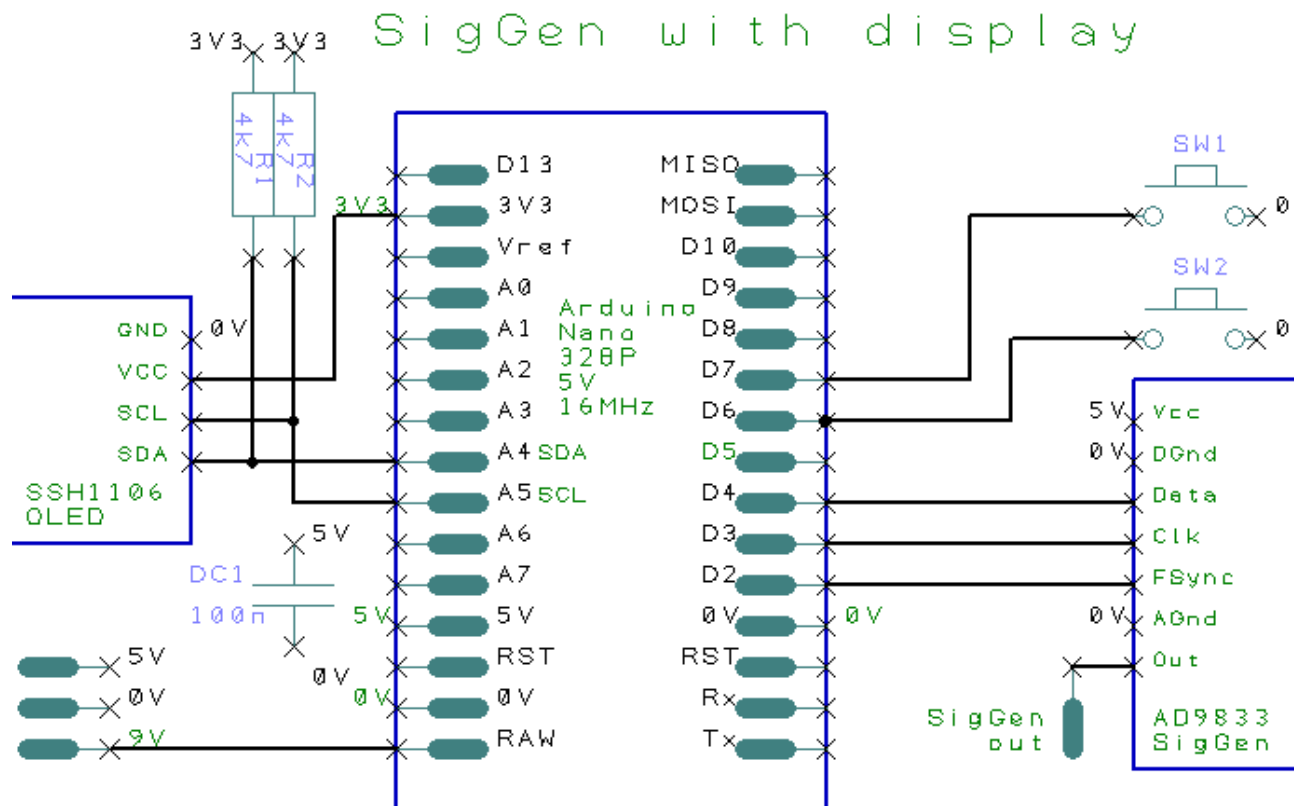 SigGen with display
3V3 3V3
4k7 R1
4k7 R2
D13
3V3 3V3
Vref
A0
A1
A2
A3
A4 SDA
A5 SCL
A6
A7
5V 5V
RST
0V 0V
RAW
Arduino
Nano
328P
5V
16MHz
MISO
MOSI
D10
D9
D8
D7
D6
D5
D4
D3
D2
0V 0V
RST
Rx
Tx
GND 0V
VCC
SCL
SDA
SSH1106
OLED
5V
DC1
100n
0V
5V
0V
9V
SW1
0
SW2
0
5V Vcc
0V DGnd
Data
Clk
FSync
0V AGnd
Out
SigGen
out
AD9833
SigGen